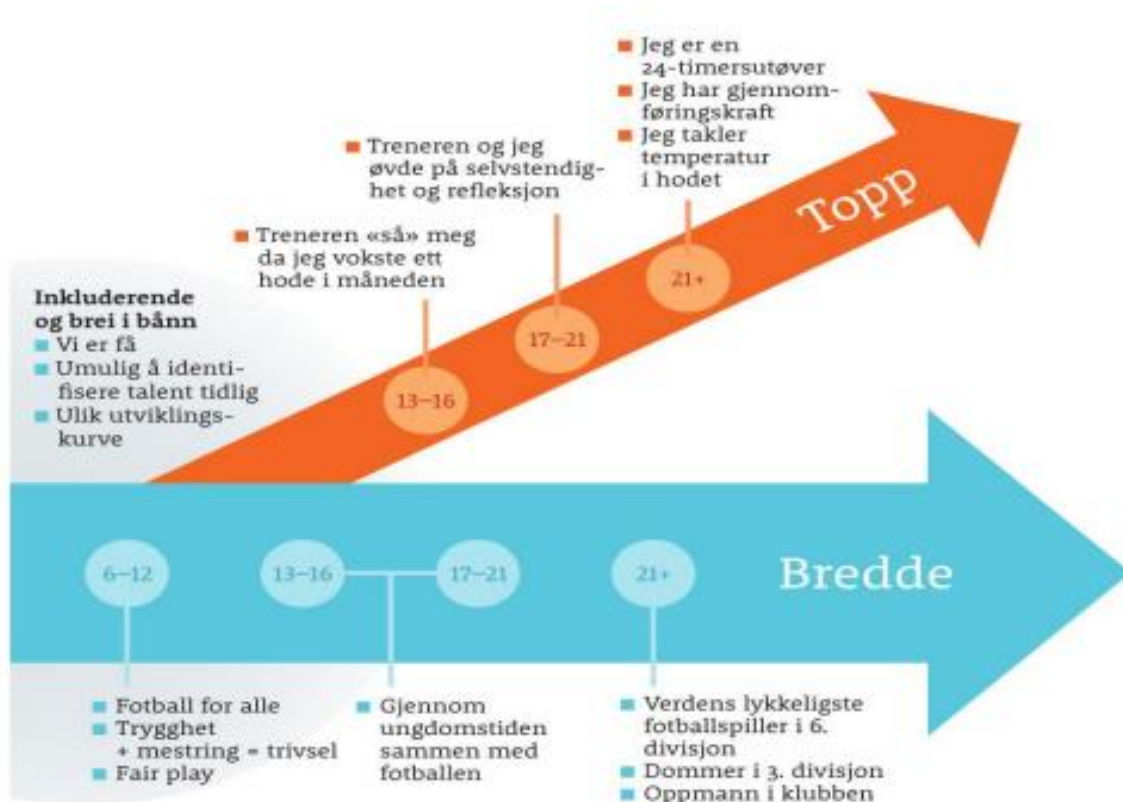 Jeg er en
24-timersutøver
Jeg har gjennom-
føringskraft
Jeg takler
temperatur
i hodet
Treneren og jeg
øvde på selvstendig-
het og refleksjon
Treneren «så» meg
da jeg vokste ett
hode i måneden
Inkluderende
og brei i bånn
Vi er få
Umulig å identi-
fisere talent tidlig
Ulik utviklings-
kurve
Topp
21+
17–21
13–16
6–12
13–16
17–21
21+
Bredde
Fotball for alle
Trygghet
+ mestring = trivsel
Fair play
Gjennom
ungdomstiden
sammen med
fotballen
Verdens lykkeligste
fotballspiller i 6.
divisjon
Dommer i 3. divisjon
Oppmann i klubben